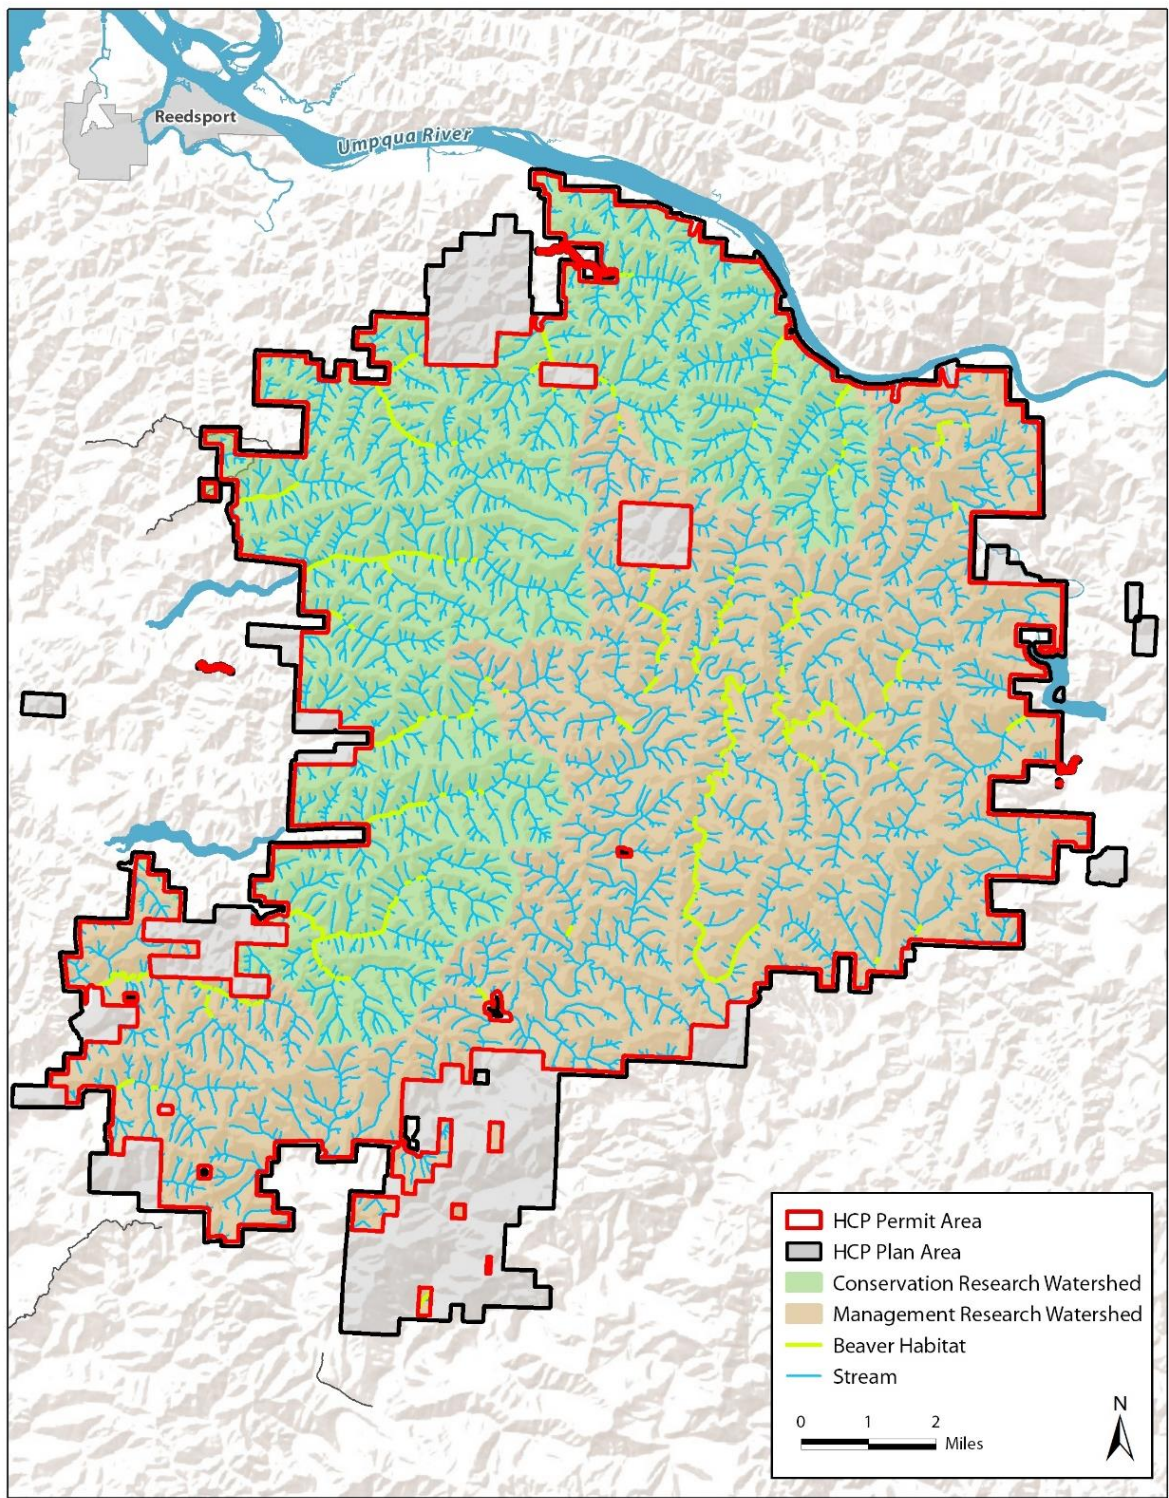 Reedsport
Umpqua River
HCP Permit Area
HCP Plan Area
Conservation Research Watershed
Management Research Watershed
Beaver Habitat
Stream
N
0 1 2
Miles